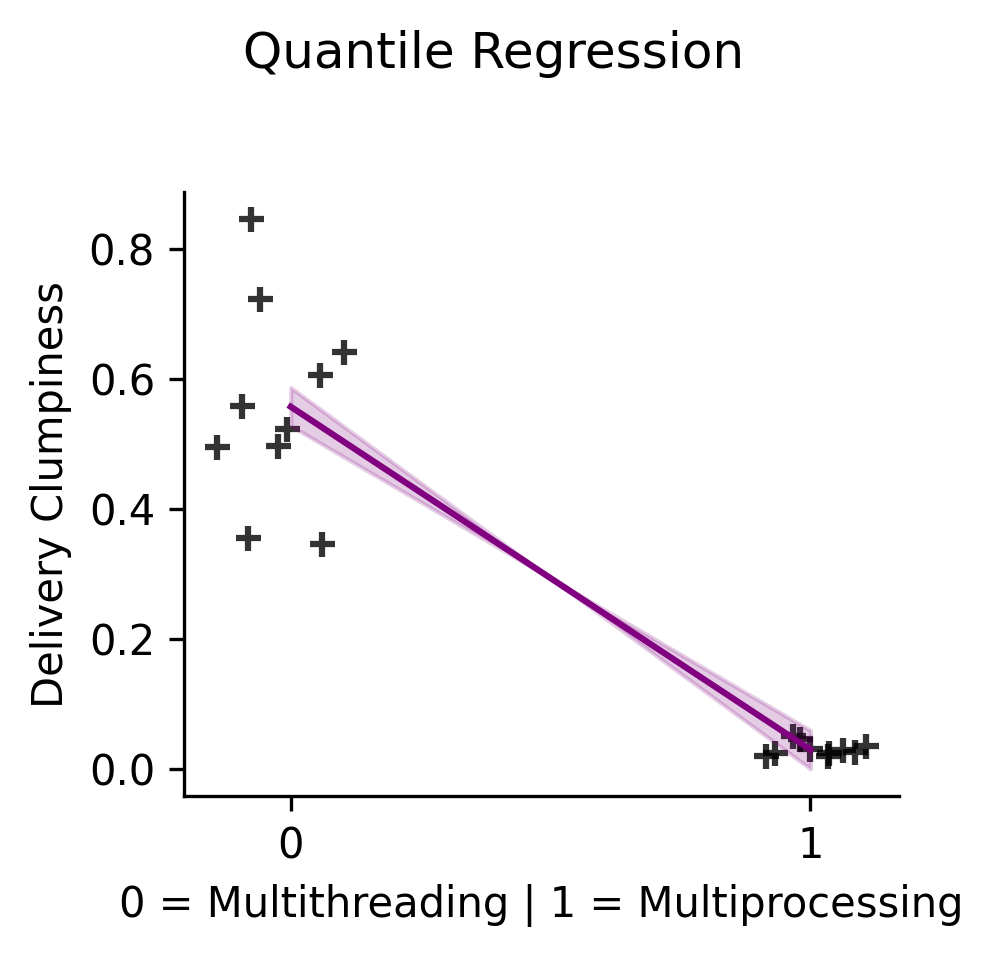 Quantile Regression
Delivery Clumpiness
0.8
0.6
0.4
0.2
0.0
0
1
0 = Multithreading | 1 = Multiprocessing